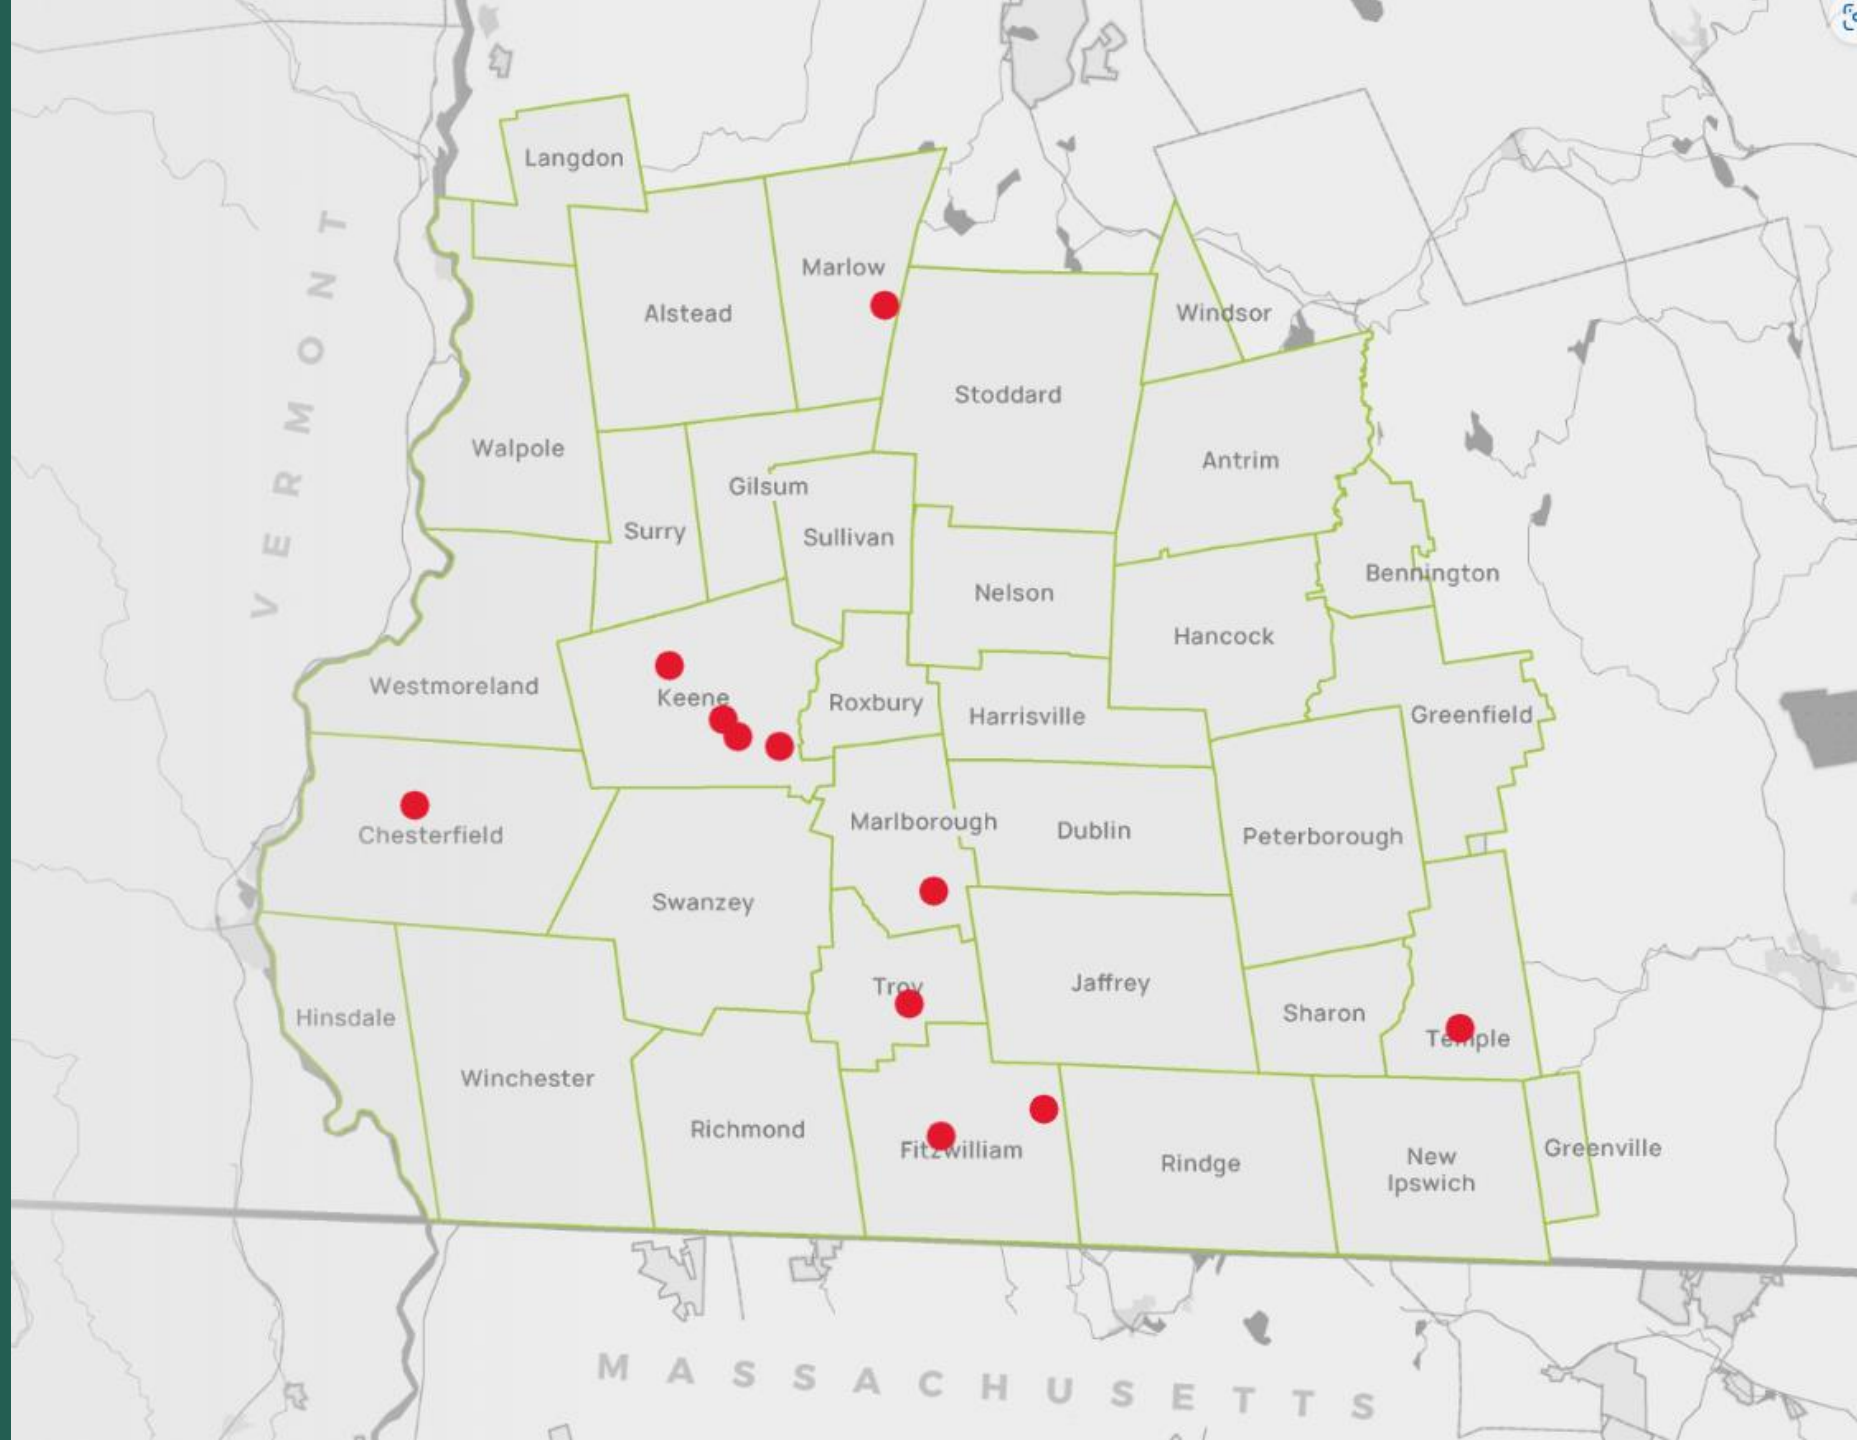 Langdon
VERMONT
Marlow
Alstead
Windsor
Stoddard
Walpole
Antrim
Gilsum
Surry
Sullivan
Bennington
Nelson
Hancock
Westmoreland
Keene
Roxbury
Harrisville
Greenfield
Chesterfield
Marlborough
Dublin
Peterborough
Swanzey
Troy
Jaffrey
Hinsdale
Sharon
Temple
Winchester
Richmond
Fitzwilliam
Rindge
New
Ipswich
Greenville
MASSACHUSETTS